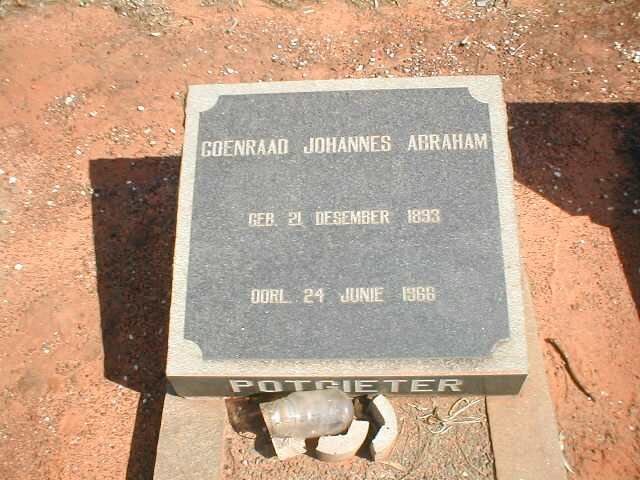 COENRAAD JOHANNES ABRAHAM
GEB. 21 DESEMBER 1893
OORL. 24 JUNIE 1966
POTGIETER